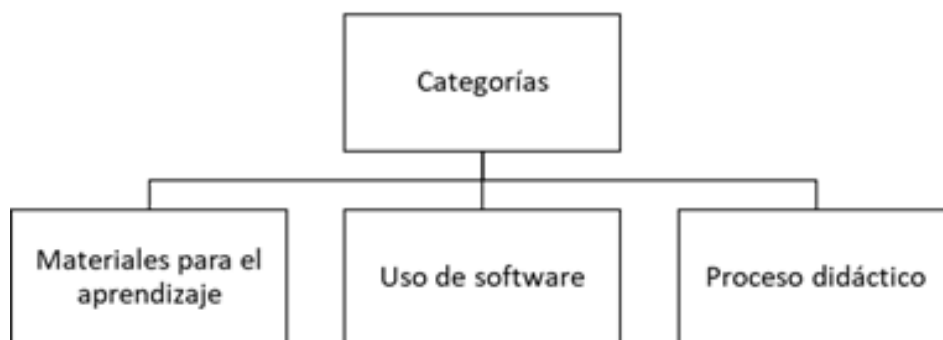 Categorías
Materiales para el
aprendizaje
Uso de software
Proceso didáctico